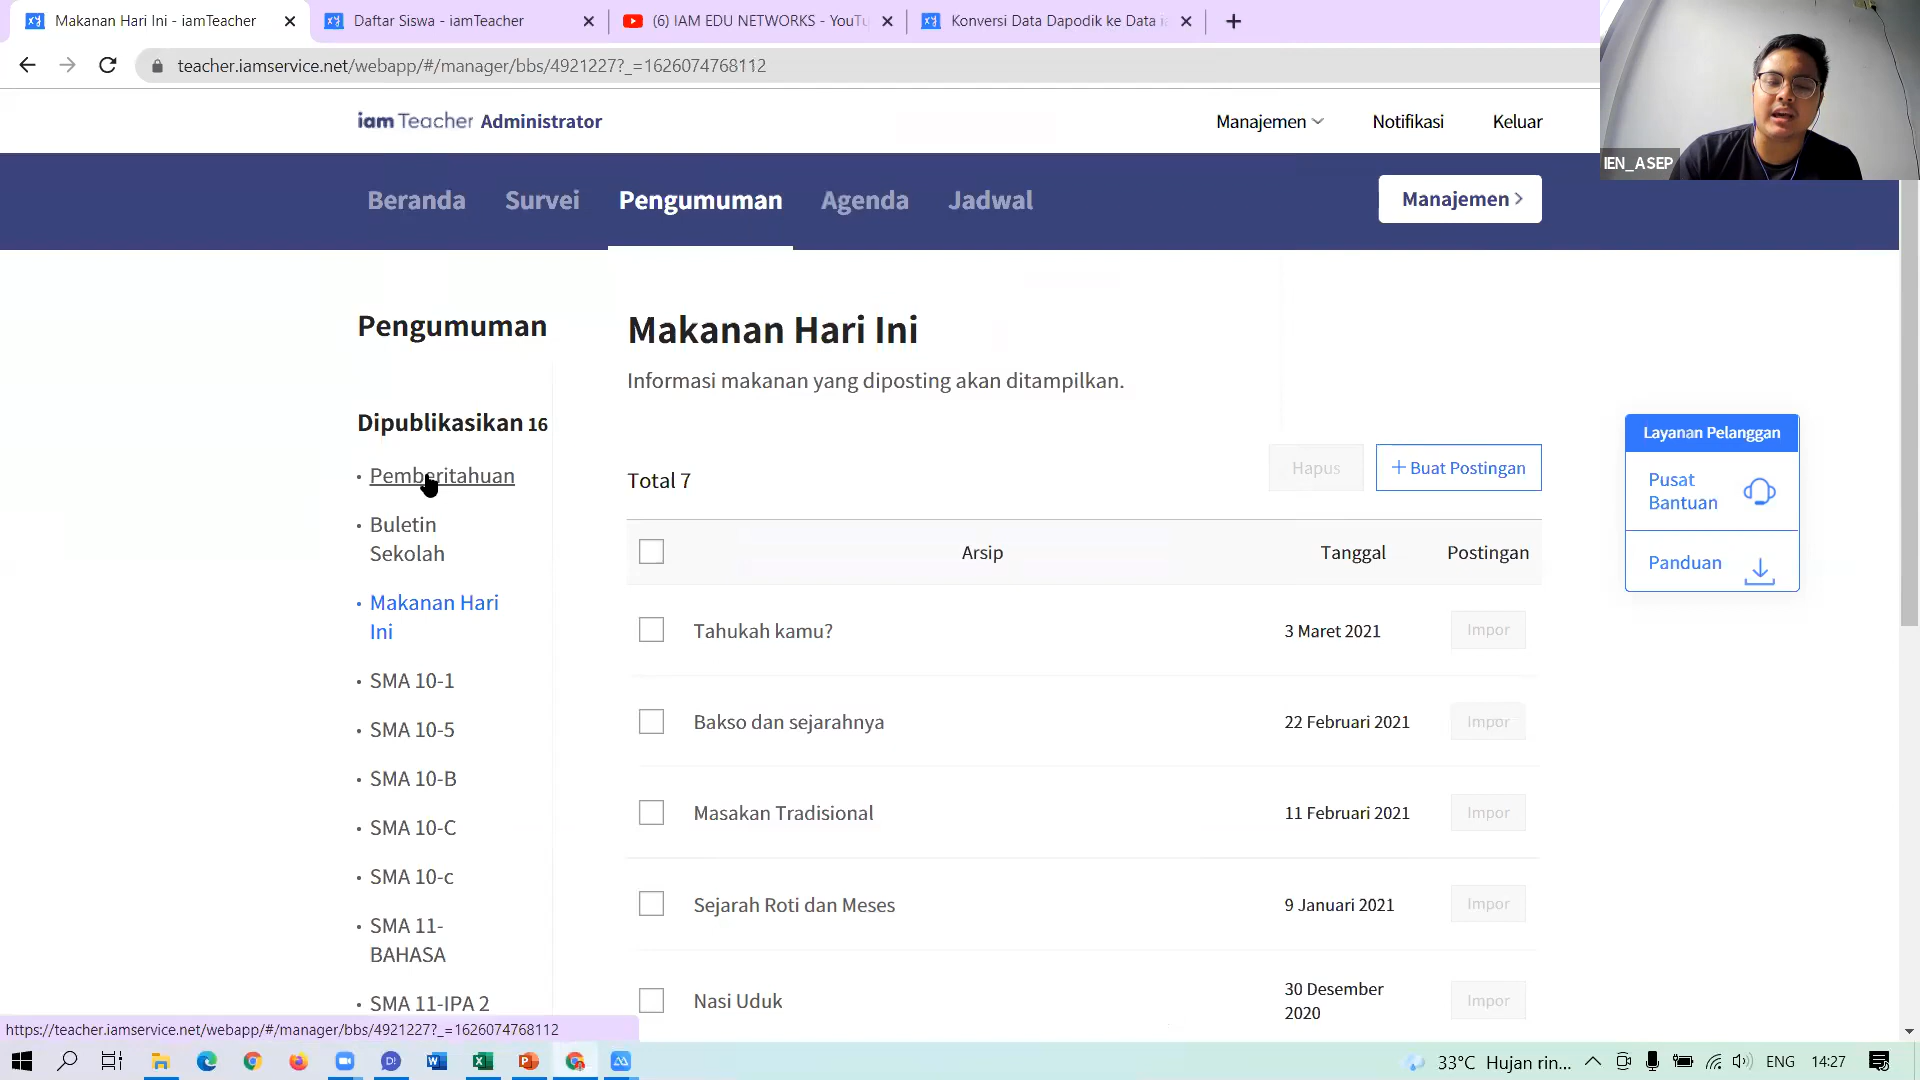 Makanan Hari Ini - iamTeacher
Daftar Siswa - iamTeacher
(6) IAM EDU NETWORKS - YouTu
Konversi Data Dapodik ke Data ia
teacher.iamservice.net/webapp/#/manager/bbs/4921227?_=1626074768112
iam Teacher Administrator
Manajemen
Notifikasi
Keluar
IEN_ASEP
Beranda
Survei
Pengumuman
Agenda
Jadwal
Manajemen
Pengumuman
Dipublikasikan 16
Pemberitahuan
Buletin
Sekolah
Makanan Hari
Ini
SMA 10-1
SMA 10-5
SMA 10-B
SMA 10-C
SMA 10-c
SMA 11-
BAHASA
SMA 11-IPA 2
Makanan Hari Ini
Informasi makanan yang diposting akan ditampilkan.
Total 7
Hapus
+ Buat Postingan
Arsip Tanggal Postingan
Tahukah kamu? 3 Maret 2021 Impor
Bakso dan sejarahnya 22 Februari 2021 Impor
Masakan Tradisional 11 Februari 2021 Impor
Sejarah Roti dan Meses 9 Januari 2021 Impor
Nasi Uduk 30 Desember
2020 Impor
Layanan Pelanggan
Pusat
Bantuan
Panduan
https://teacher.iamservice.net/webapp/#/manager/bbs/4921227?_=1626074768112
33°C Hujan rin...
ENG
14:27